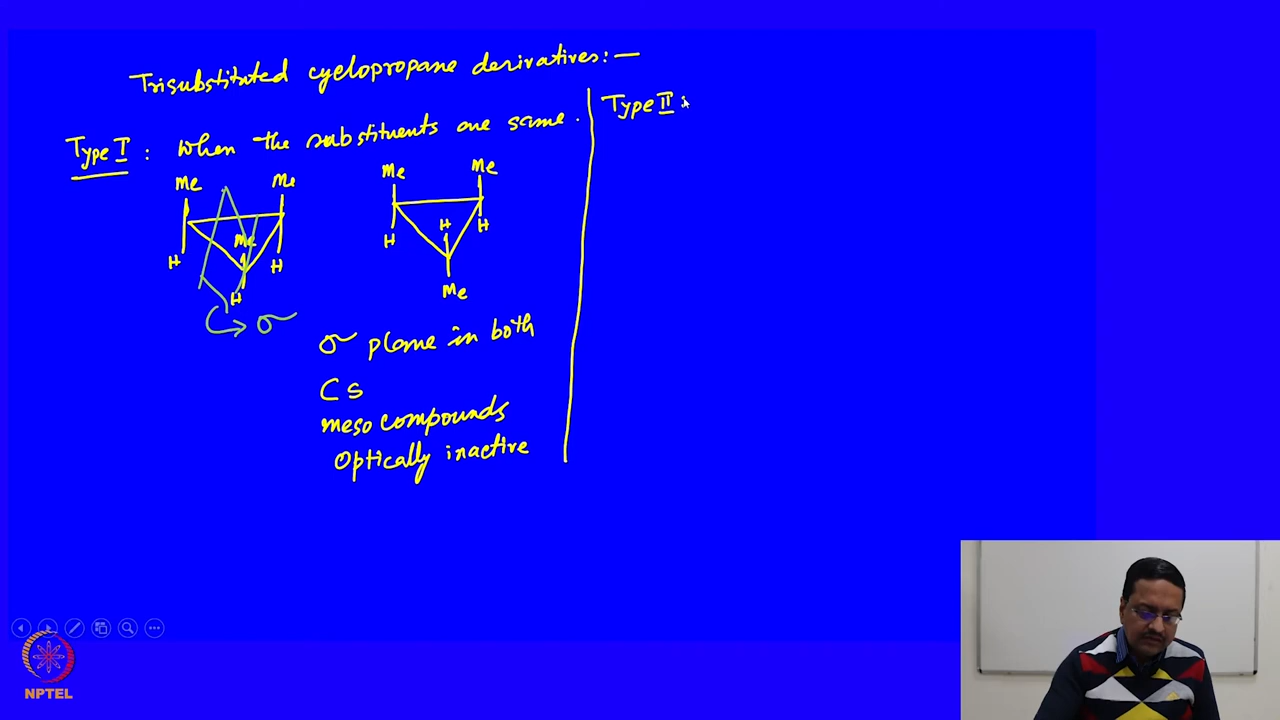 Trisubstituted cyclopropane derivatives: —
Type I : When the substituents are same.
Me Me
Me
H H
H
Me Me
H
H H
Me
σ
σ plane in both
Cs
meso compounds
Optically inactive
Type II :
NPTEL